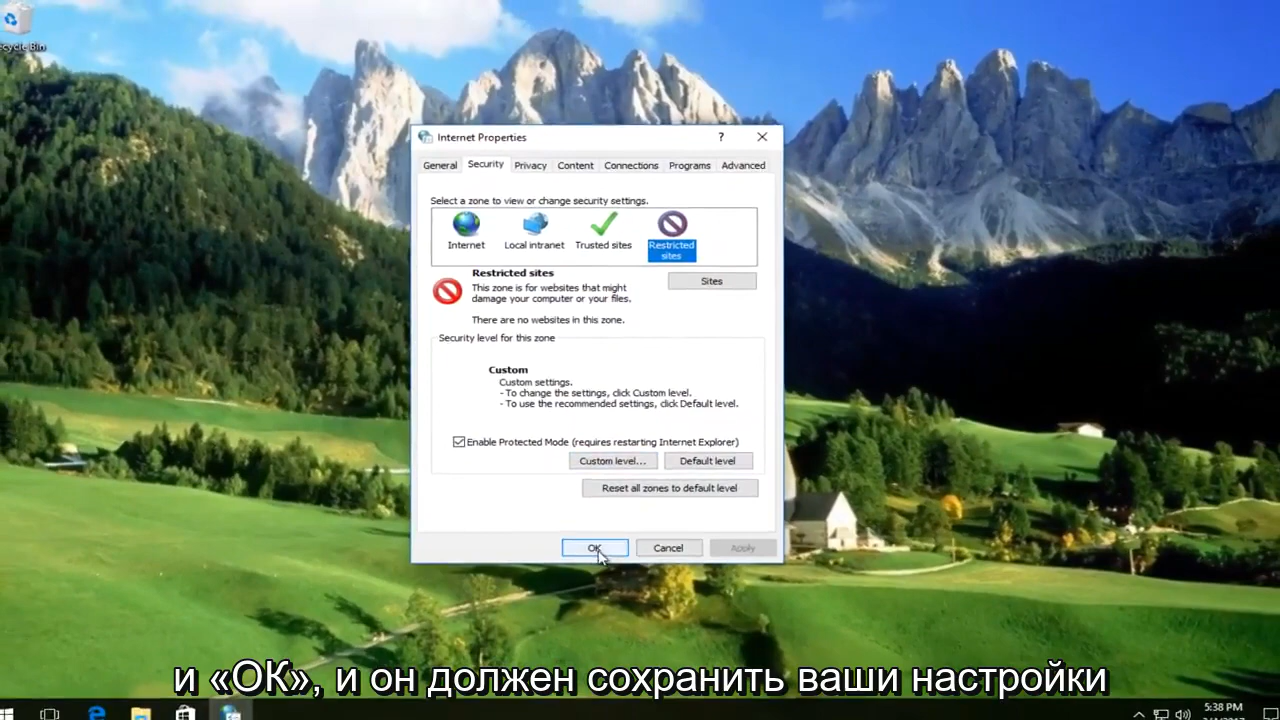 ecycle Bin
Internet Properties
?
General Security Privacy Content Connections Programs Advanced
Select a zone to view or change security settings.
Internet
Local intranet
Trusted sites
Restricted
sites
Restricted sites
Sites
This zone is for websites that might
damage your computer or your files.
There are no websites in this zone.
Security level for this zone
Custom
Custom settings.
- To change the settings, click Custom level.
- To use the recommended settings, click Default level.
Enable Protected Mode (requires restarting Internet Explorer)
Custom level... Default level
Reset all zones to default level
OK Cancel Apply
и «ОК», и он должен сохранить ваши настройки
5:38 PM